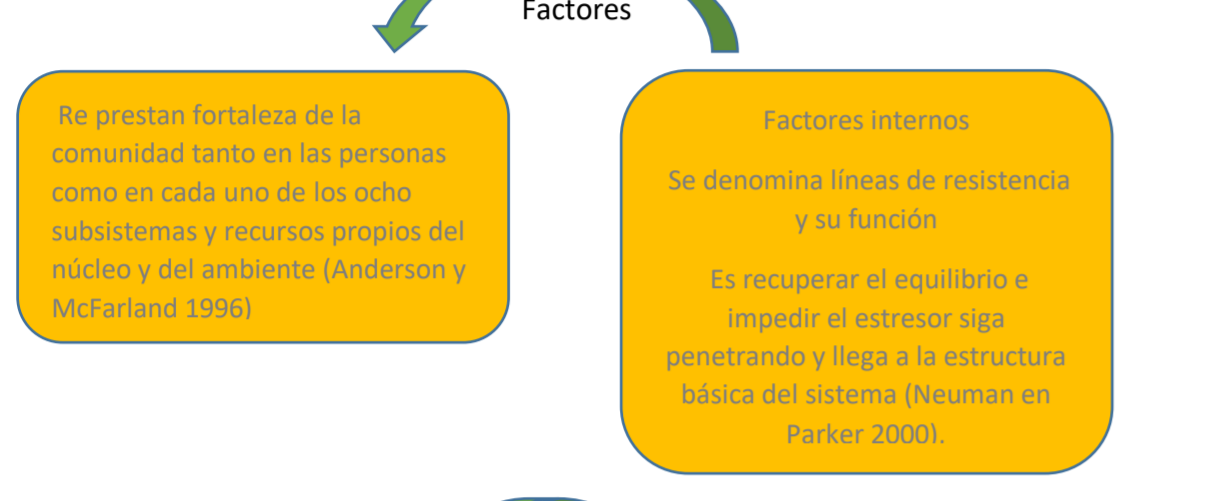 Factores
Re prestan fortaleza de la
comunidad tanto en las personas
como en cada uno de los ocho
subsistemas y recursos propios del
núcleo y del ambiente (Anderson y
McFarland 1996)
Factores internos
Se denomina líneas de resistencia
y su función
Es recuperar el equilibrio e
impedir el estresor siga
penetrando y llega a la estructura
básica del sistema (Neuman en
Parker 2000).